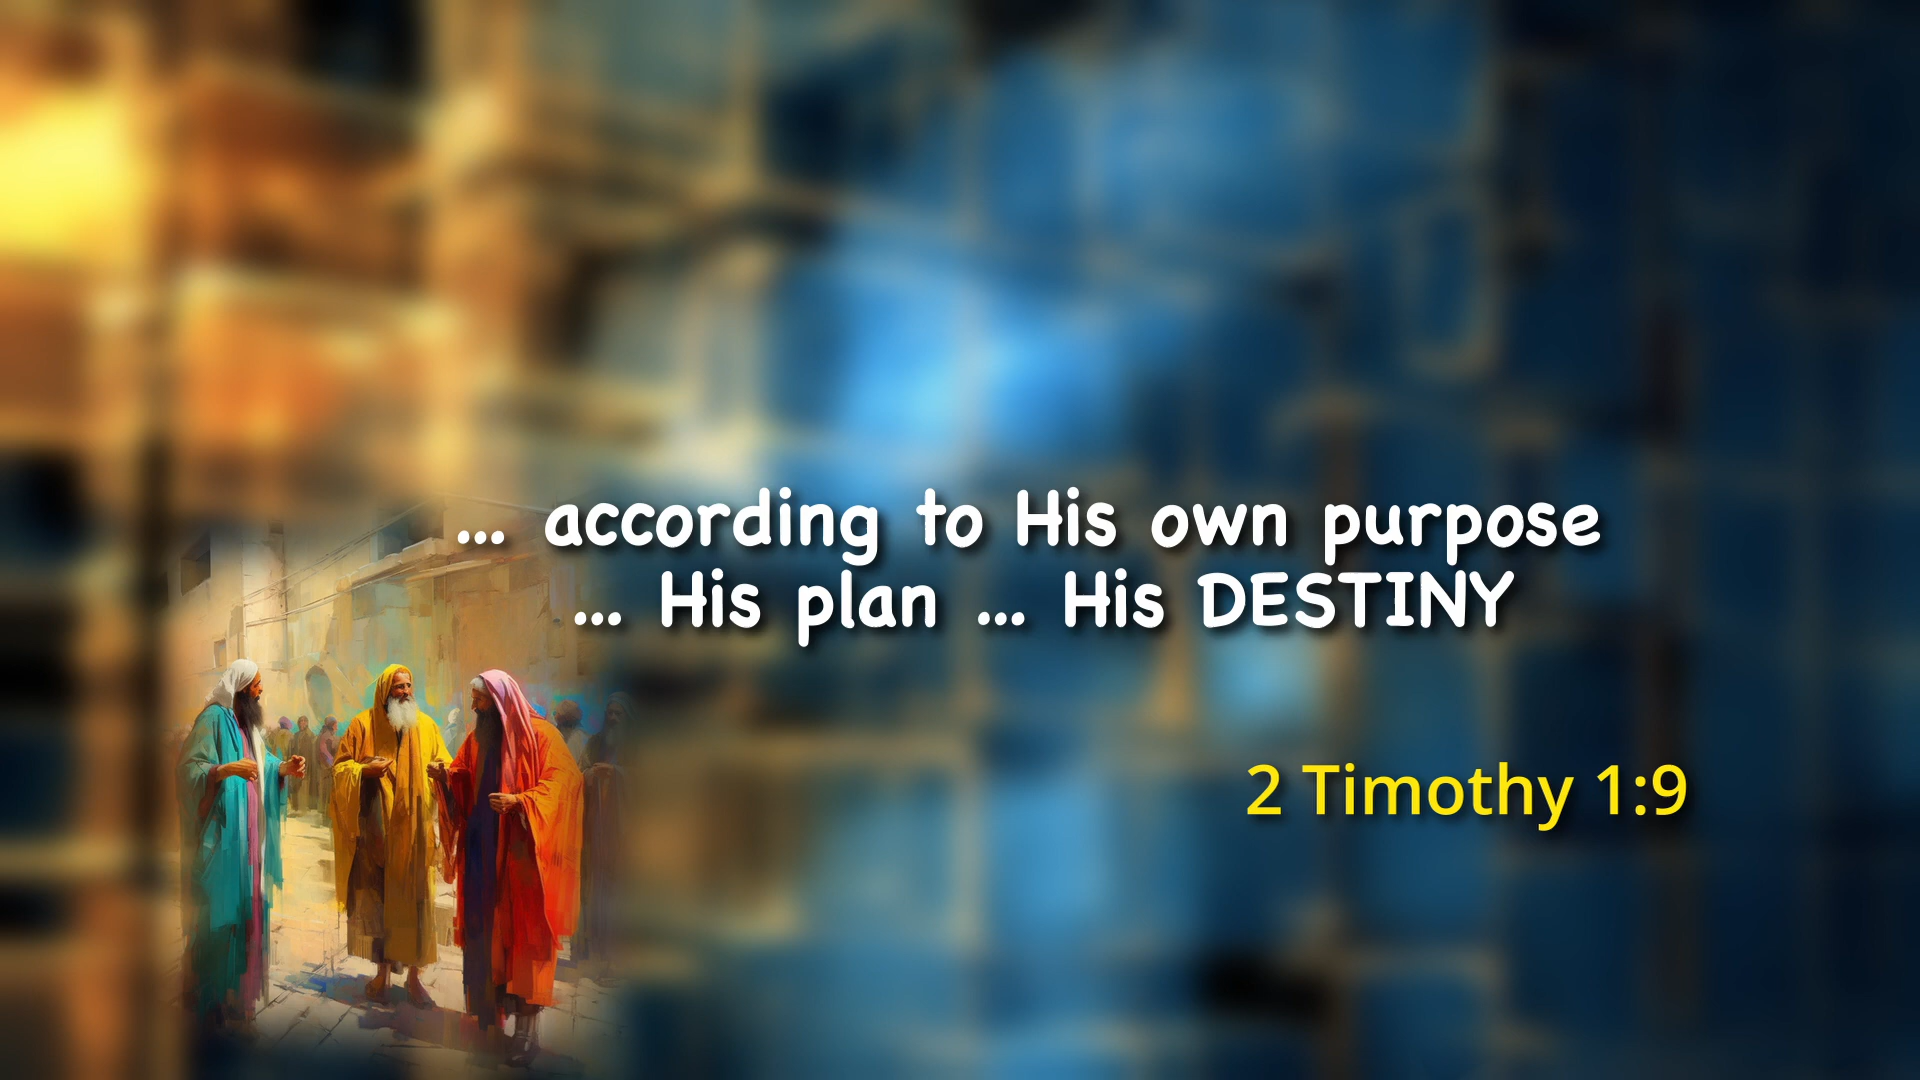 ... according to His own purpose
... His plan ... His DESTINY
2 Timothy 1:9